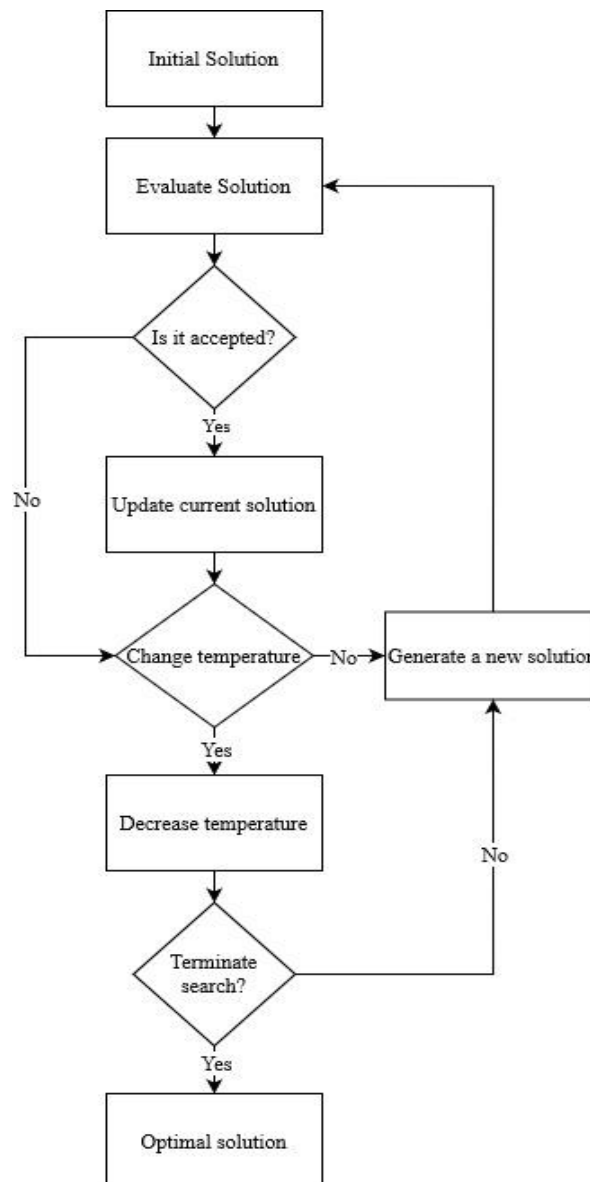 Initial Solution
Evaluate Solution
Is it accepted?
Yes
No
Update current solution
Change temperature
No
Generate a new solution
Yes
Decrease temperature
No
Terminate
search?
Yes
Optimal solution